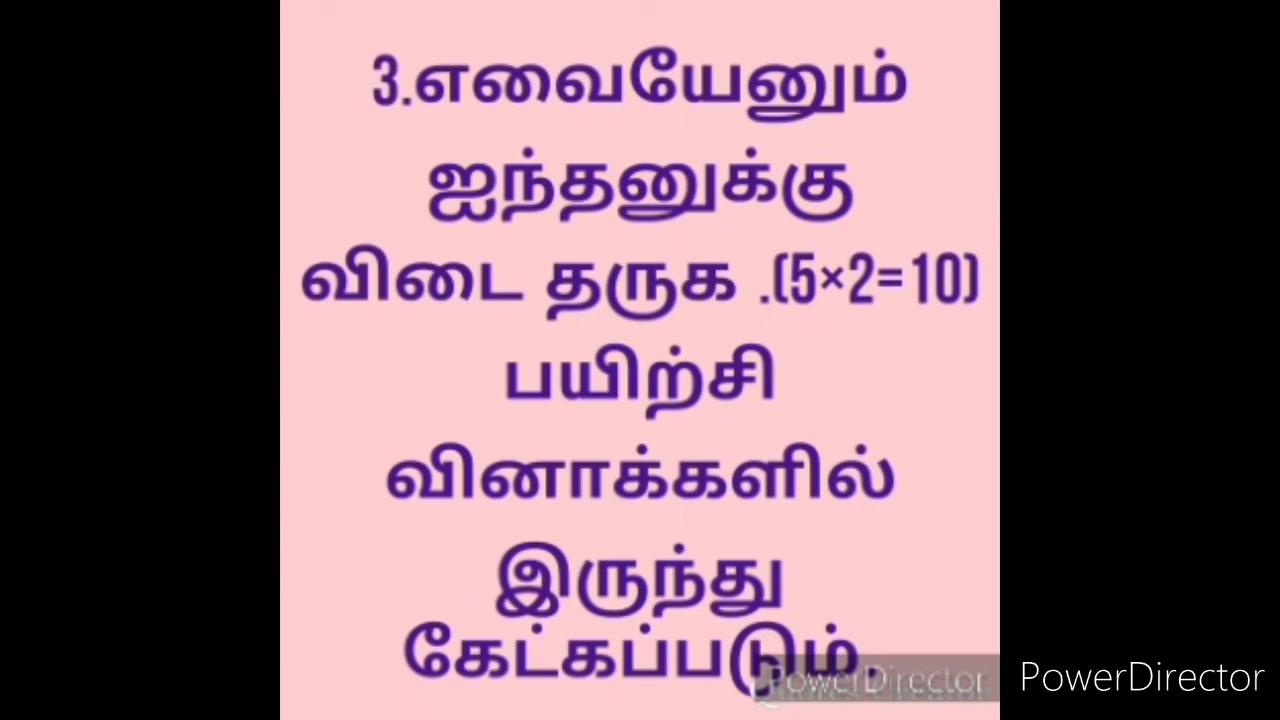 3.எவையேனும்
ஐந்தனுக்கு
விடை தருக .(5×2=10)
பயிற்சி
வினாக்களில்
இருந்து
கேட்கப்படும்.
PowerDirector
PowerDirector